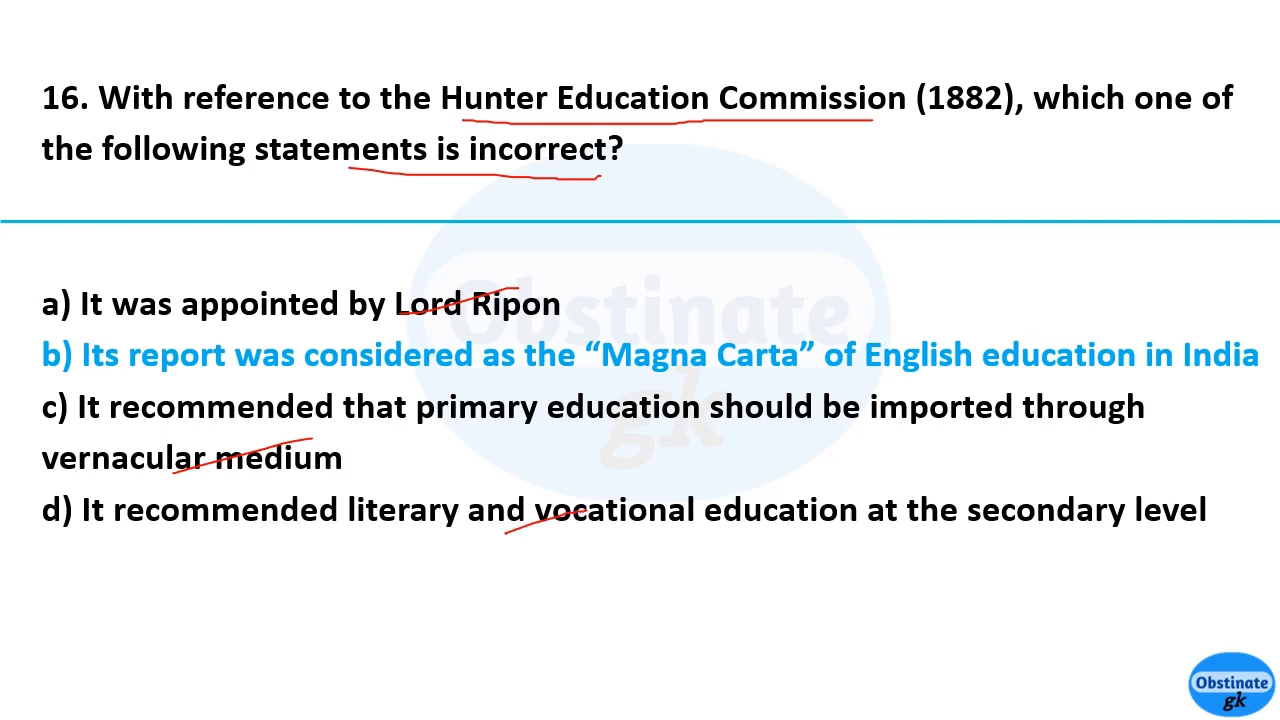 16. With reference to the Hunter Education Commission (1882), which one of
the following statements is incorrect?
a) It was appointed by Lord Ripon
b) Its report was considered as the “Magna Carta” of English education in India
c) It recommended that primary education should be imported through
vernacular medium
d) It recommended literary and vocational education at the secondary level
Obstinate
gk
Obstinate
gk